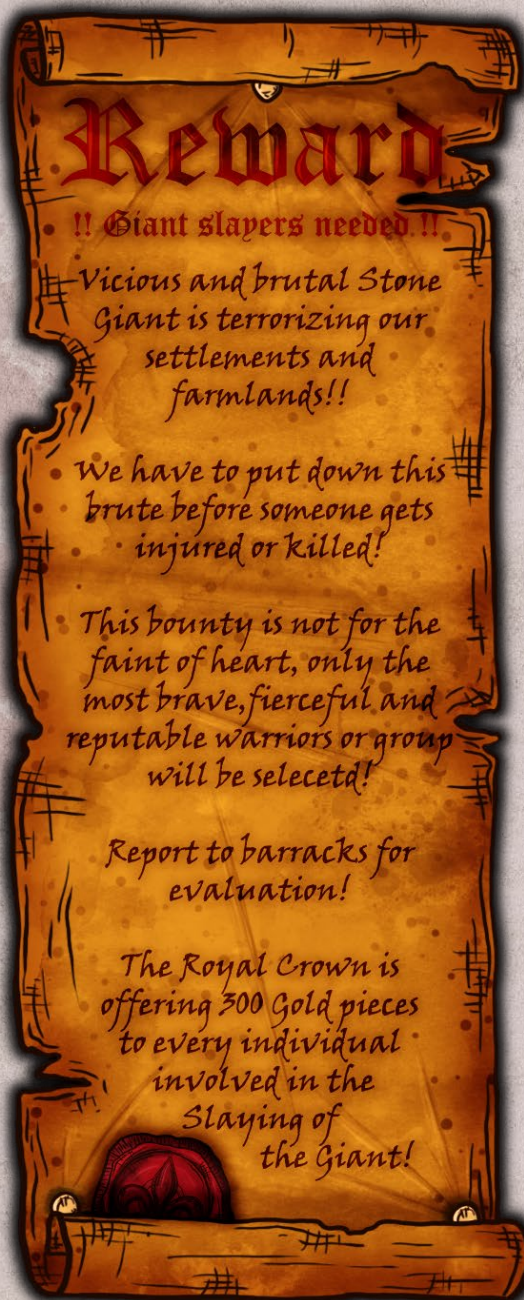 Reward
!! Giant slayers needed.!!
Vicious and brutal Stone
Giant is terrorizing our
settlements and
farmlands!!
We have to put down this
brute before someone gets
injured or killed!
This bounty is not for the
faint of heart, only the
most brave,fierceful and
reputable warriors or group
will be selecetd!
Report to barracks for
evaluation!
The Royal Crown is
offering 300 Gold pieces
to every individual
involved in the
Slaying of
the Giant!